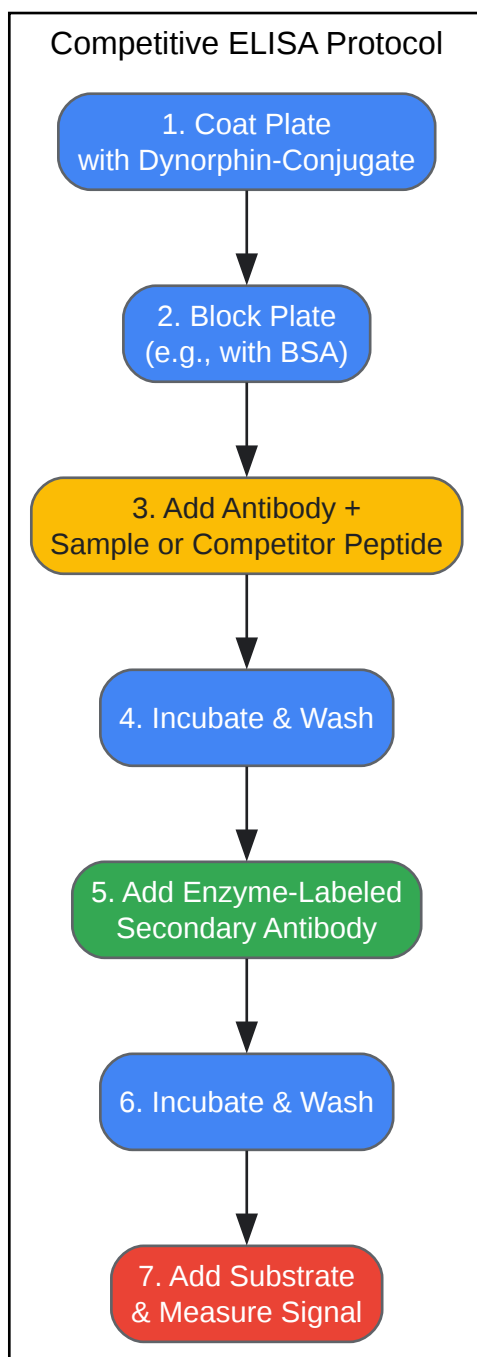 Competitive ELISA Protocol
1. Coat Plate
with Dynorphin-Conjugate
2. Block Plate
(e.g., with BSA)
3. Add Antibody +
Sample or Competitor Peptide
4. Incubate & Wash
5. Add Enzyme-Labeled
Secondary Antibody
6. Incubate & Wash
7. Add Substrate
& Measure Signal